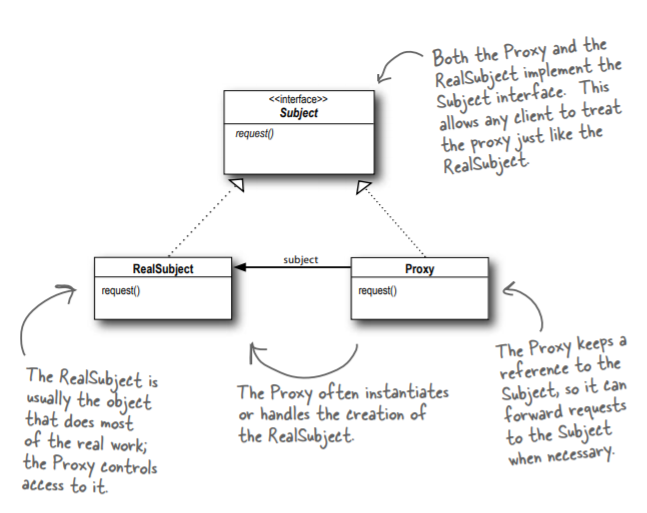 Both the Proxy and the
RealSubject implement the
Subject interface. This
allows any client to treat
the proxy just like the
RealSubject.
<<interface>>
Subject
request()
RealSubject
request()
subject
Proxy
request()
The RealSubject is
usually the object
that does most
of the real work;
the Proxy controls
access to it.
The Proxy often instantiates
or handles the creation of
the RealSubject.
The Proxy keeps a
reference to the
Subject, so it can
forward requests
to the Subject
when necessary.